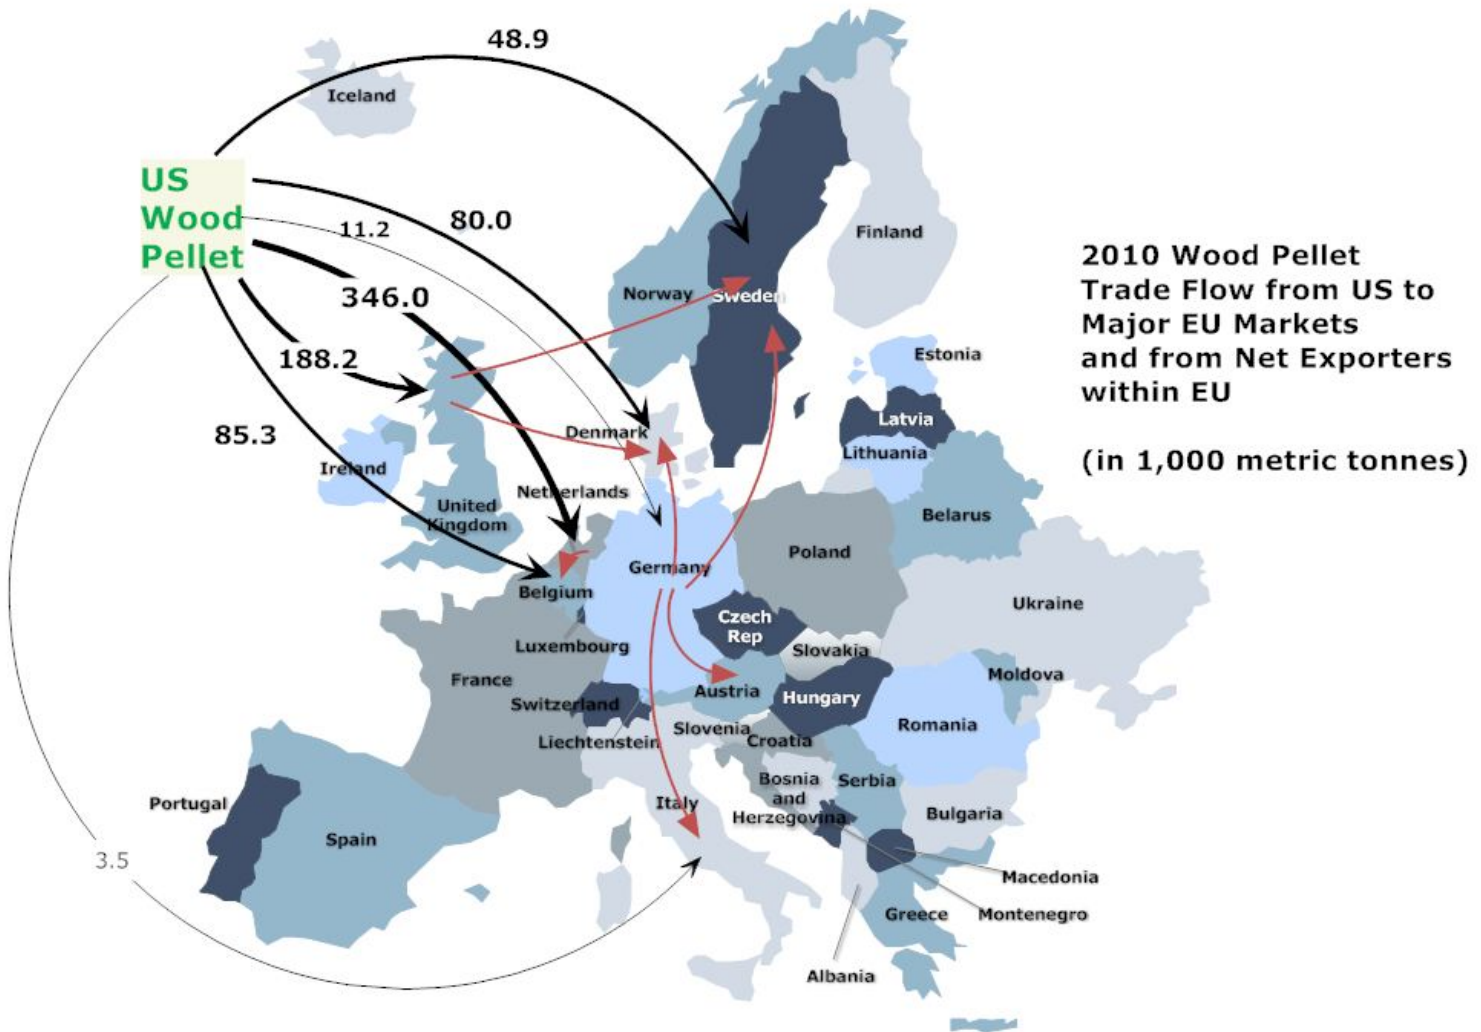 48.9
Iceland
US
Wood
Pellet
80.0
11.2
346.0
188.2
85.3
Finland
Norway
Sweden
2010 Wood Pellet
Trade Flow from US to
Major EU Markets
and from Net Exporters
within EU
(in 1,000 metric tonnes)
Estonia
Latvia
Lithuania
Denmark
Ireland
Netherlands
United
Kingdom
Belarus
Poland
Germany
Belgium
Ukraine
Czech
Rep
Luxembourg
Slovakia
France
Moldova
Austria
Hungary
Switzerland
Romania
Slovenia
Liechtenstein
Croatia
Bosnia
and
Herzegovina
Serbia
Italy
Portugal
Bulgaria
Spain
3.5
Macedonia
Greece
Montenegro
Albania